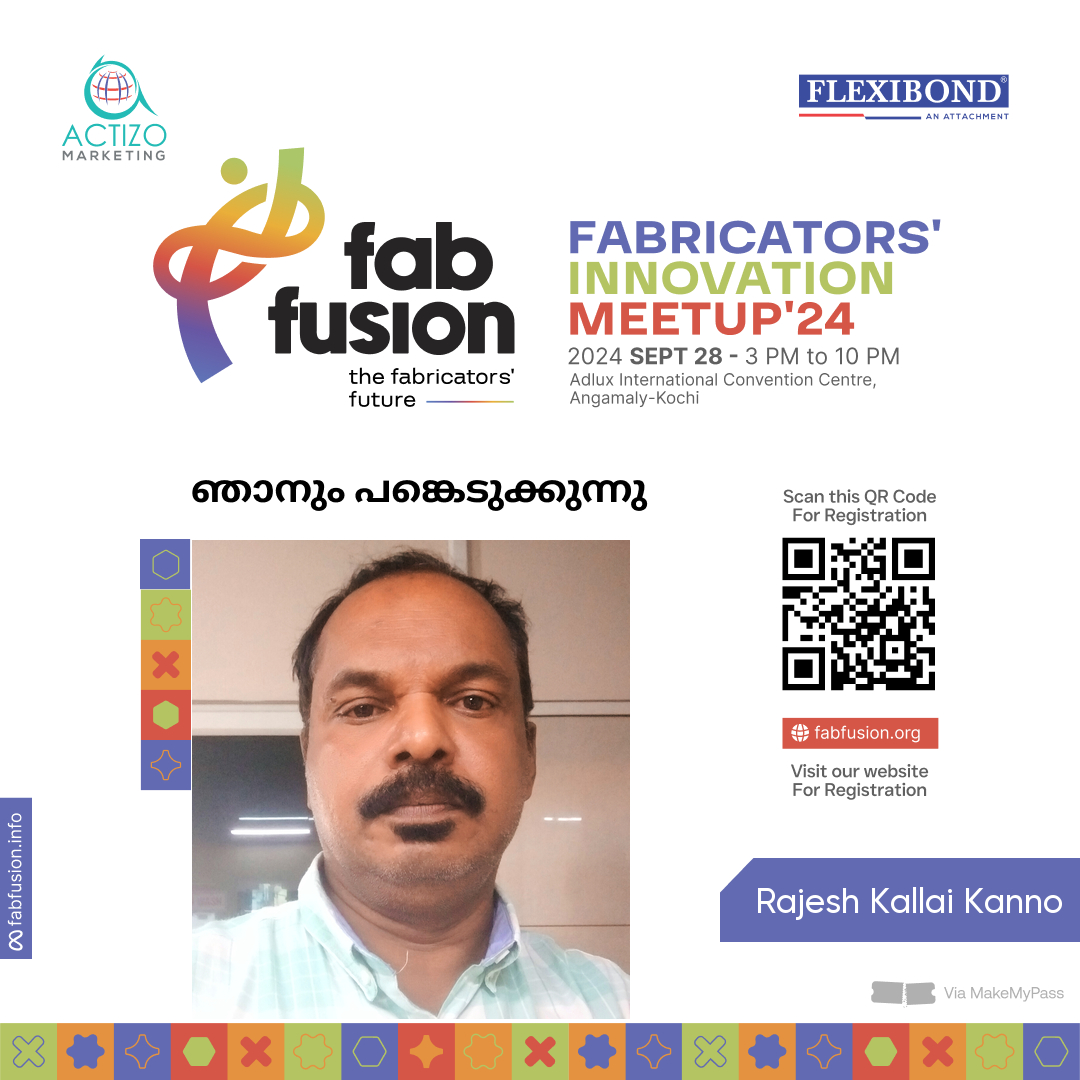 ACTIZO
MARKETING
FLEXIBOND®
AN ATTACHMENT
fab
fusion
the fabricators'
future
FABRICATORS'
INNOVATION
MEETUP'24
2024 SEPT 28 - 3 PM to 10 PM
Adlux International Convention Centre,
Angamaly-Kochi
ഞാനും പങ്കെടുക്കുന്നു
Scan this QR Code
For Registration
fabfusion.org
Visit our website
For Registration
fabfusion.info
Rajesh Kallai Kanno
Via MakeMyPass